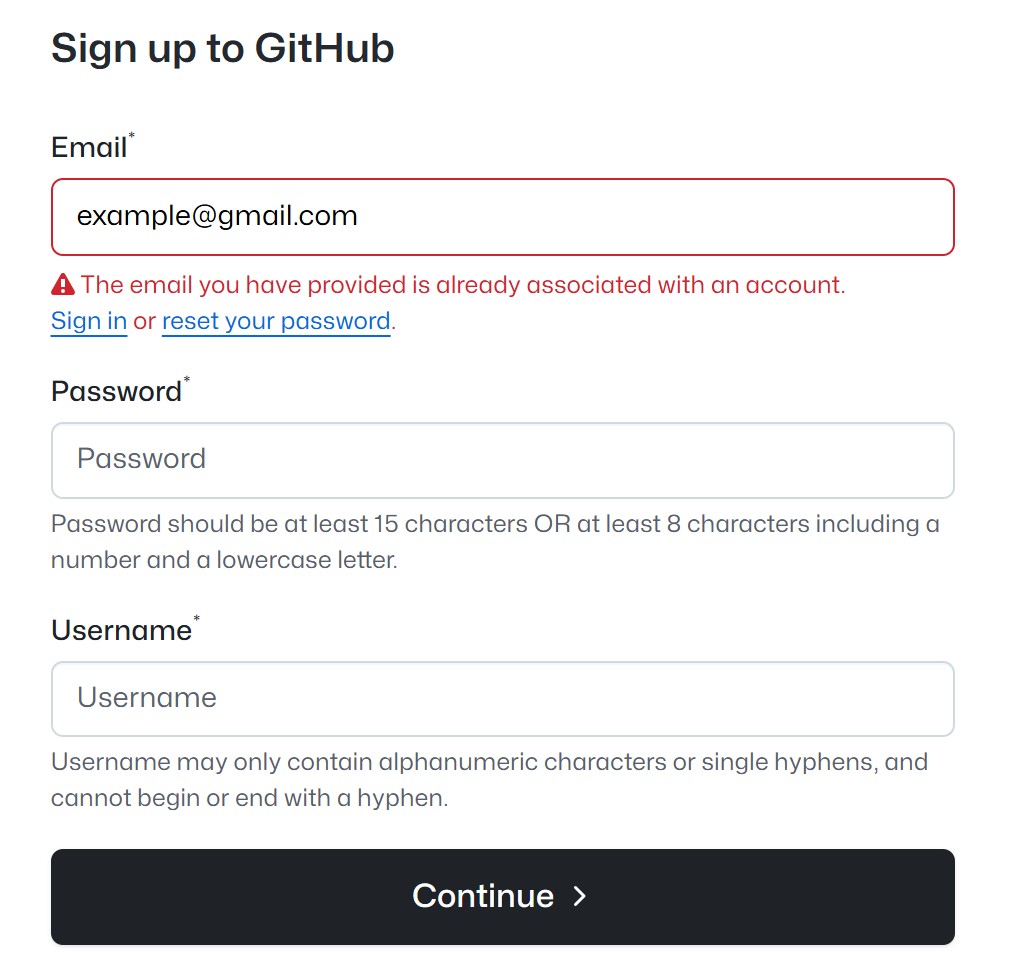 Sign up to GitHub
Email*
example@gmail.com
The email you have provided is already associated with an account.
Sign in or reset your password.
Password*
Password
Password should be at least 15 characters OR at least 8 characters including a
number and a lowercase letter.
Username*
Username
Username may only contain alphanumeric characters or single hyphens, and
cannot begin or end with a hyphen.
Continue